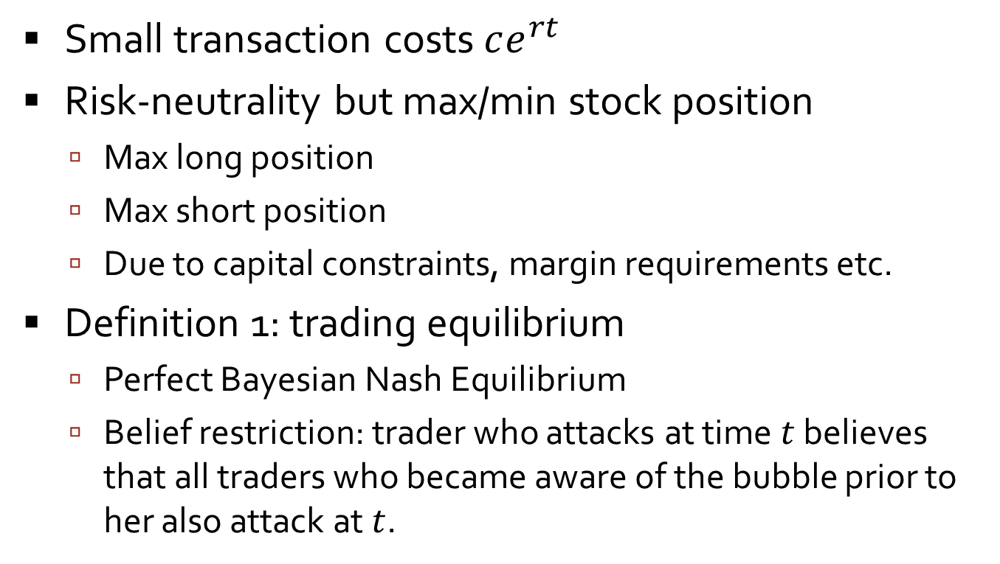 ▪ Small transaction costs $ce^{rt}$
▪ Risk-neutrality but max/min stock position
▫ Max long position
▫ Max short position
▫ Due to capital constraints, margin requirements etc.
▪ Definition 1: trading equilibrium
▫ Perfect Bayesian Nash Equilibrium
▫ Belief restriction: trader who attacks at time $t$ believes
that all traders who became aware of the bubble prior to
her also attack at $t$.